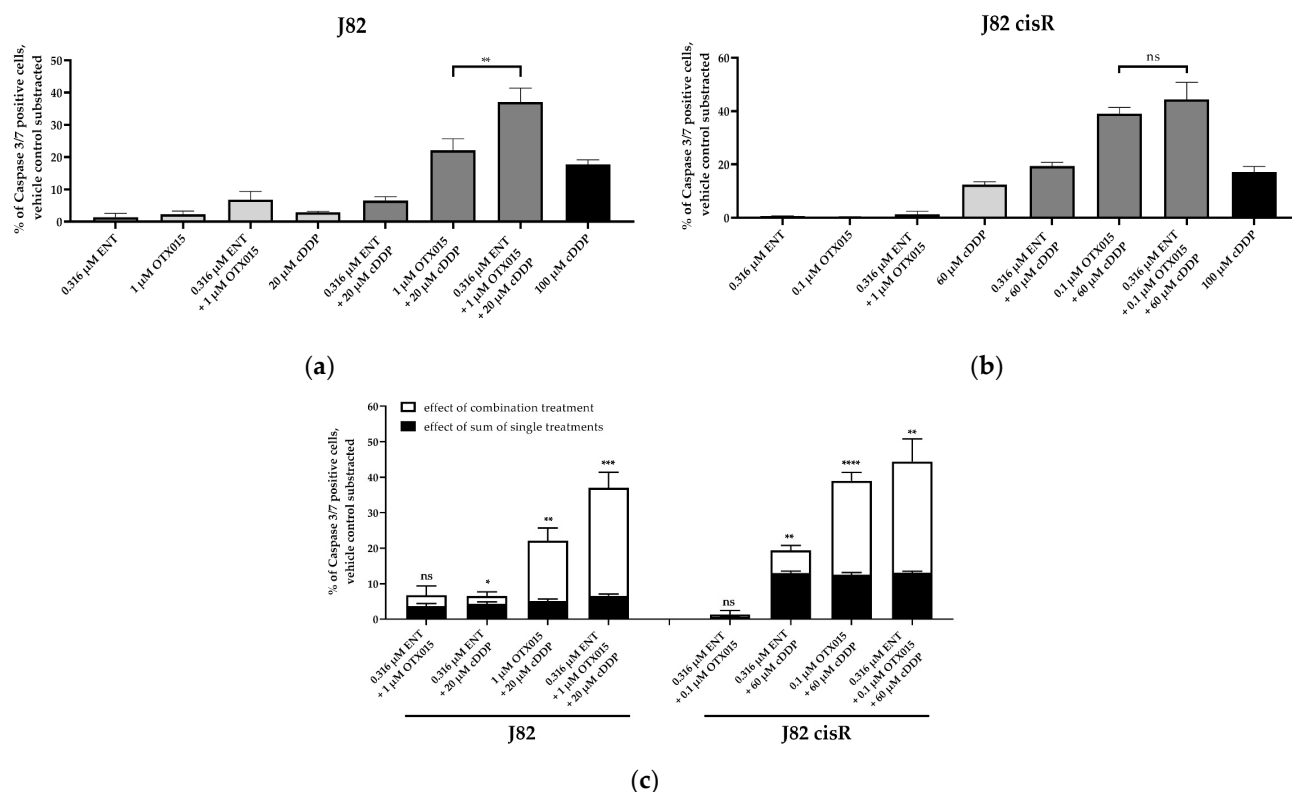 J82
% of Caspase 3/7 positive cells,
vehicle control substracted
50
40
30
20
10
0
**
0.316 µM ENT
1 µM OTX015
0.316 µM ENT
+ 1 µM OTX015
20 µM cDDP
0.316 µM ENT
+ 20 µM cDDP
1 µM OTX015
+ 20 µM cDDP
0.316 µM ENT
+ 1 µM OTX015
+ 20 µM cDDP
100 µM cDDP
(a)
J82 cisR
% of Caspase 3/7 positive cells,
vehicle control substracted
60
40
20
0
ns
0.316 µM ENT
0.1 µM OTX015
0.316 µM ENT
+ 1 µM OTX015
60 µM cDDP
0.316 µM ENT
+ 60 µM cDDP
0.1 µM OTX015
+ 60 µM cDDP
0.316 µM ENT
+ 0.1 µM OTX015
+ 60 µM cDDP
100 µM cDDP
(b)
% of Caspase 3/7 positive cells,
vehicle control substracted
60
50
40
30
20
10
0
effect of combination treatment
effect of sum of single treatments
ns
*
**
***
ns
**
****
**
0.316 µM ENT
+ 1 µM OTX015
0.316 µM ENT
+ 20 µM cDDP
1 µM OTX015
+ 20 µM cDDP
0.316 µM ENT
+ 1 µM OTX015
+ 20 µM cDDP
0.316 µM ENT
+ 0.1 µM OTX015
0.316 µM ENT
+ 60 µM cDDP
0.1 µM OTX015
+ 60 µM cDDP
0.316 µM ENT
+ 0.1 µM OTX015
+ 60 µM cDDP
J82
J82 cisR
(c)